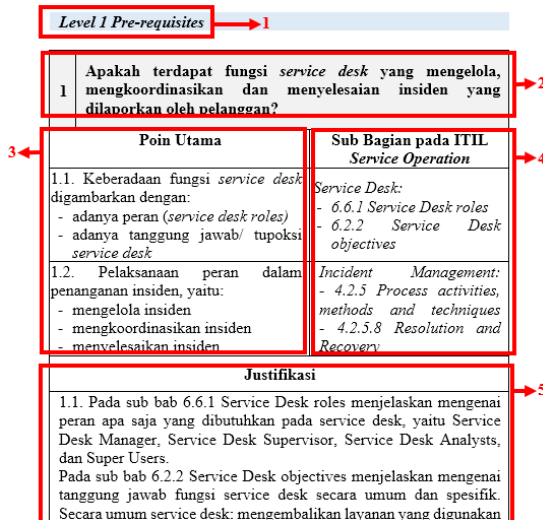 Level 1 Pre-requisites
1
1
Apakah terdapat fungsi service desk yang mengelola,
mengkoordinasikan dan menyelesaian insiden yang
dilaporkan oleh pelanggan?
2
3
Poin Utama
1.1. Keberadaan fungsi service desk
digambarkan dengan:
- adanya peran (service desk roles)
- adanya tanggung jawab/ tupoksi
service desk
1.2. Pelaksanaan peran dalam
penanganan insiden, yaitu:
- mengelola insiden
- mengkoordinasikan insiden
- menyelesaikan insiden
Sub Bagian pada ITIL
Service Operation
4
Service Desk:
- 6.6.1 Service Desk roles
- 6.2.2 Service Desk
objectives
Incident Management:
- 4.2.5 Process activities,
methods and techniques
- 4.2.5.8 Resolution and
Recovery
Justifikasi
5
1.1. Pada sub bab 6.6.1 Service Desk roles menjelaskan mengenai
peran apa saja yang dibutuhkan pada service desk, yaitu Service
Desk Manager, Service Desk Supervisor, Service Desk Analysts,
dan Super Users.
Pada sub bab 6.2.2 Service Desk objectives menjelaskan mengenai
tanggung jawab fungsi service desk secara umum dan spesifik.
Secara umum service desk: mengembalikan layanan yang digunakan